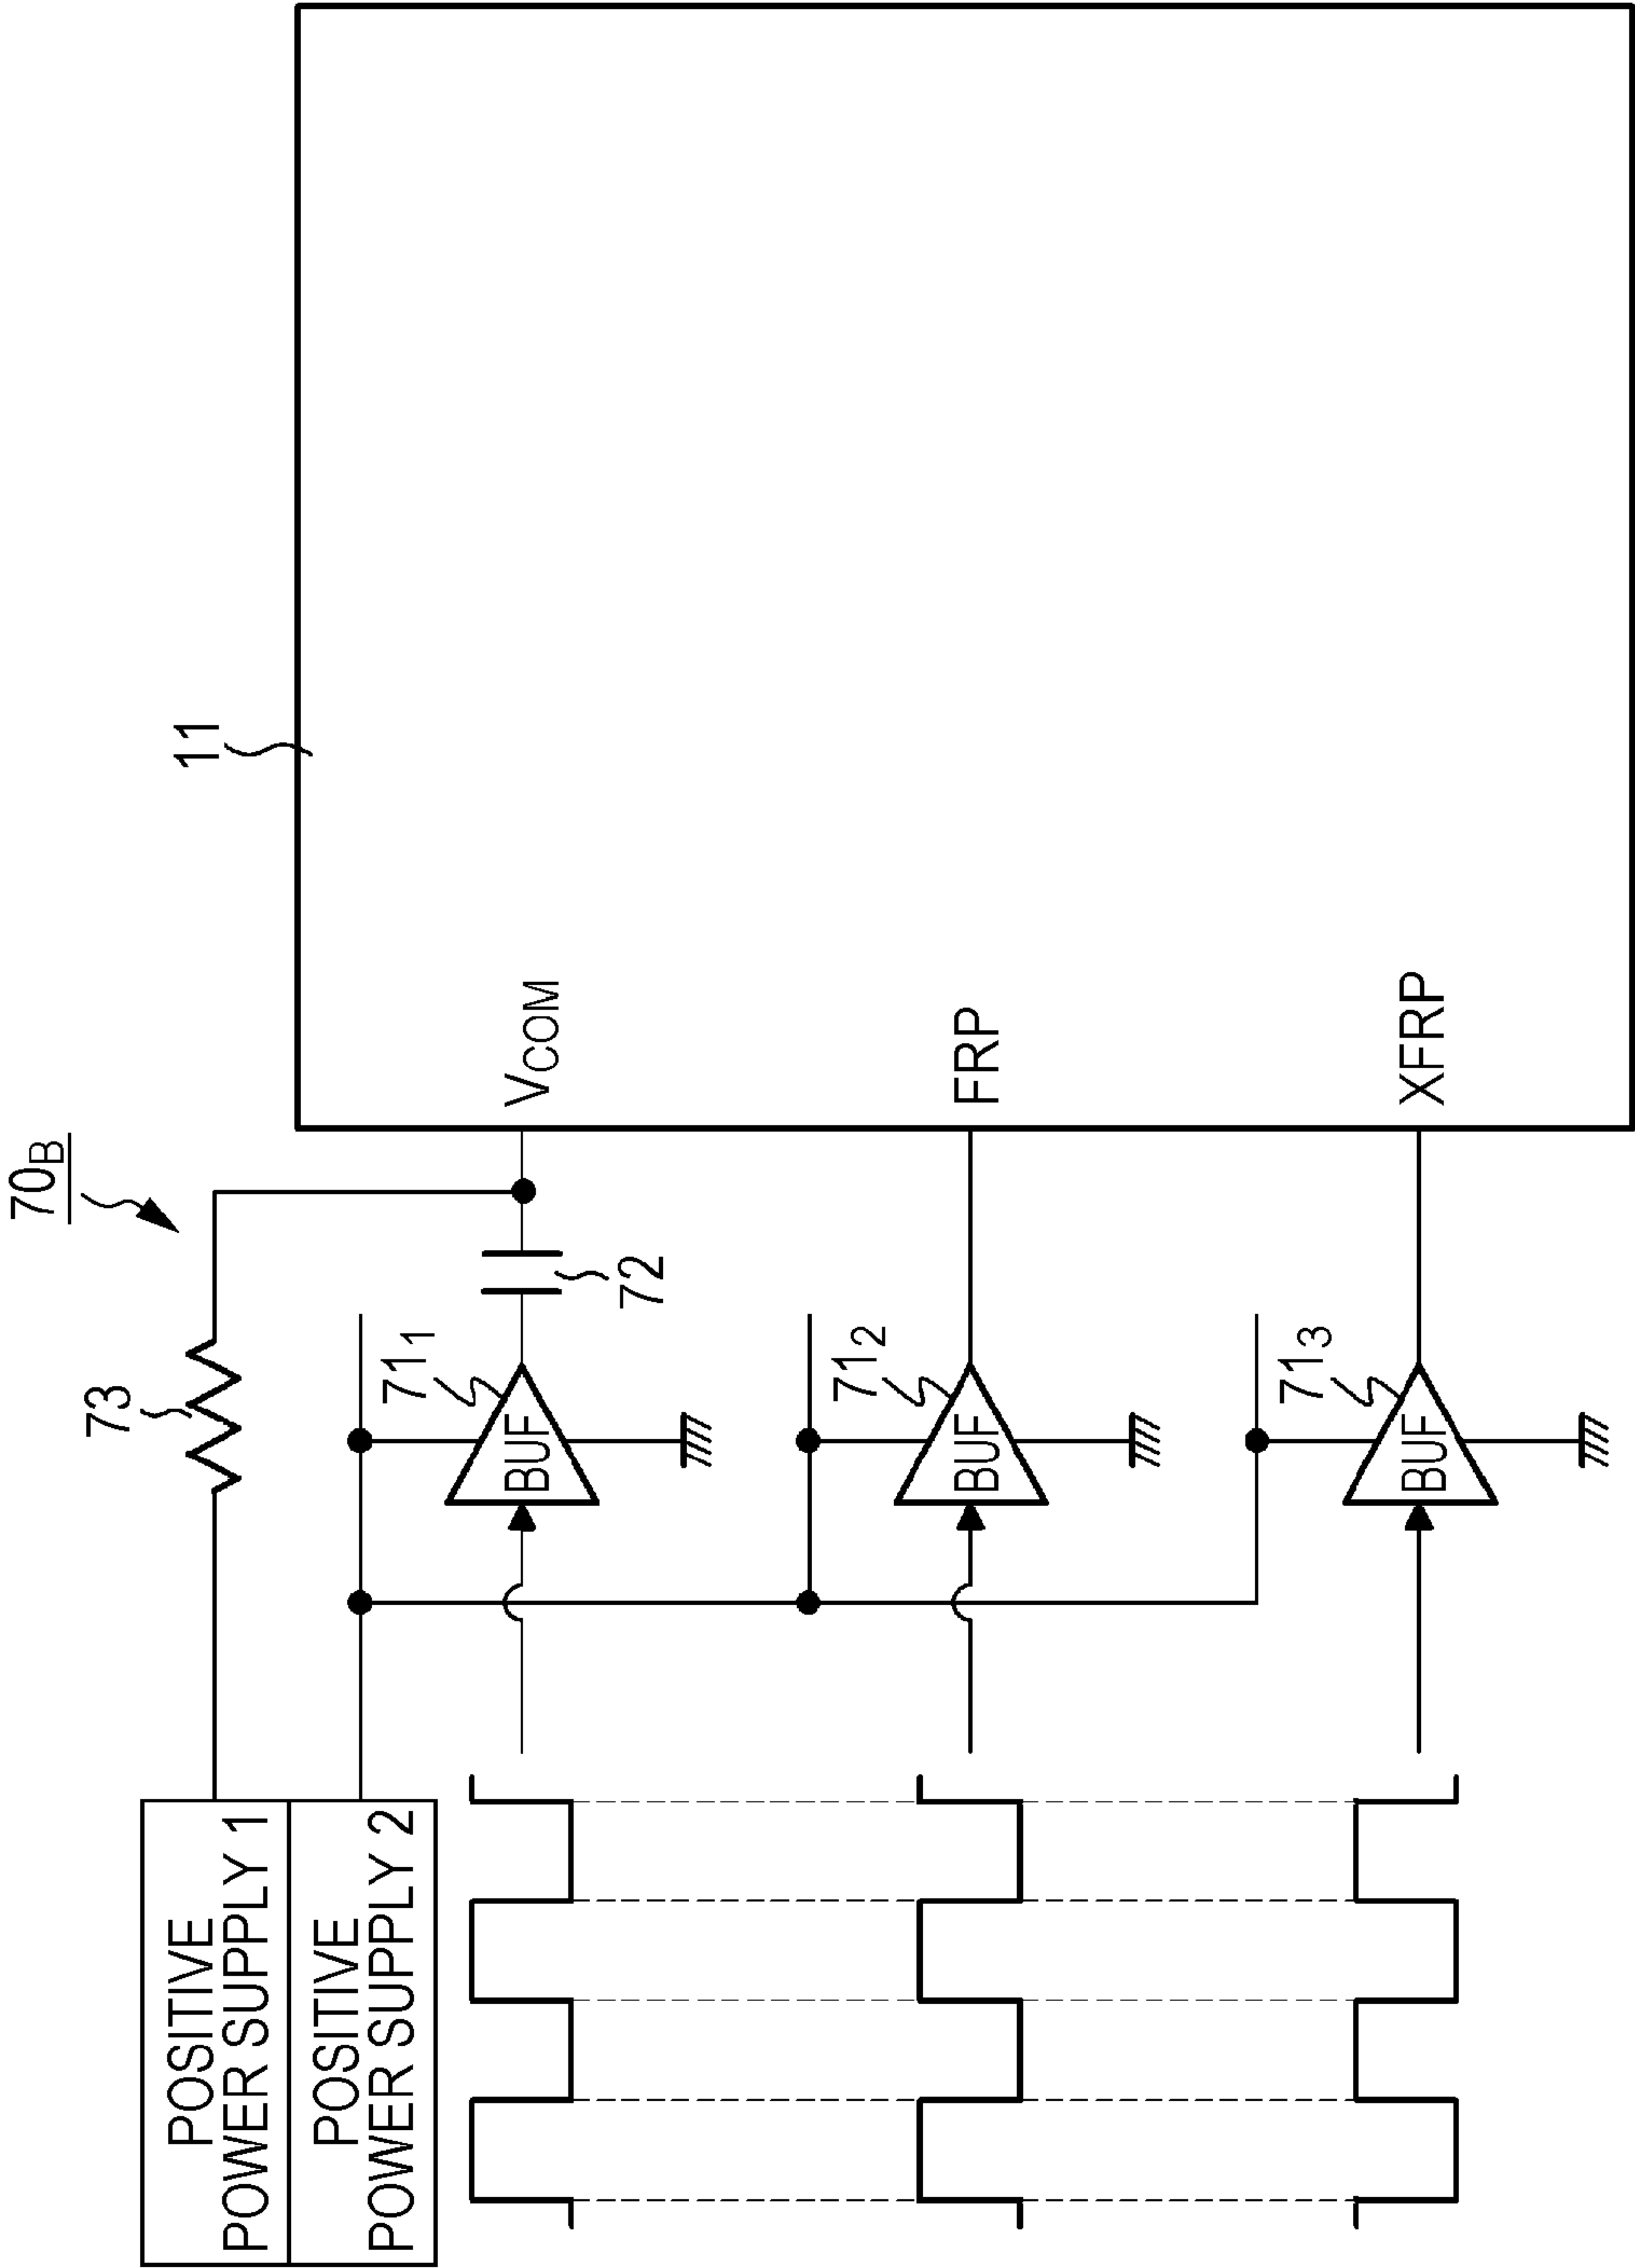 70B
11
73
POSITIVE
POWER SUPPLY 1
POSITIVE
POWER SUPPLY 2
711
BUF
72
VCOM
712
BUF
FRP
713
BUF
XFRP